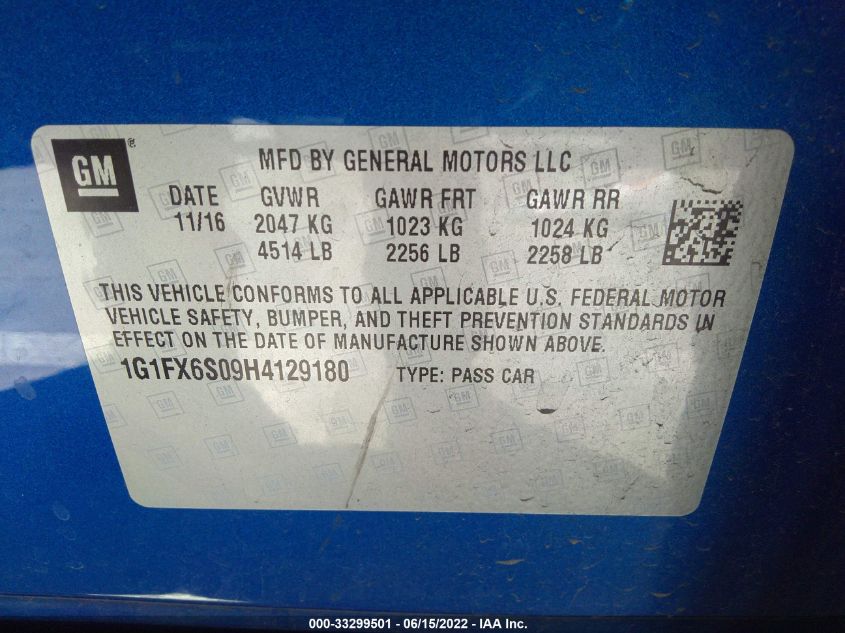 GM ®
MFD BY GENERAL MOTORS LLC
DATE GVWR GAWR FRT GAWR RR
11/16 2047 KG 1023 KG 1024 KG
4514 LB 2256 LB 2258 LB
THIS VEHICLE CONFORMS TO ALL APPLICABLE U.S. FEDERAL MOTOR
VEHICLE SAFETY, BUMPER, AND THEFT PREVENTION STANDARDS IN
EFFECT ON THE DATE OF MANUFACTURE SHOWN ABOVE.
1G1FX6S09H4129180 TYPE: PASS CAR
000-33299501 - 06/15/2022 - IAA Inc.